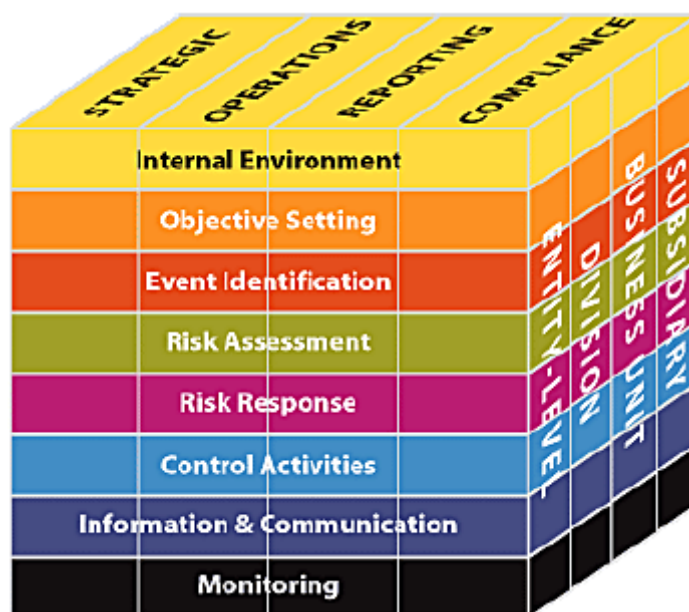 STRATEGIC
OPERATIONS
REPORTING
COMPLIANCE
Internal Environment
Objective Setting
Event Identification
Risk Assessment
Risk Response
Control Activities
Information & Communication
Monitoring
ENTITY-LEVEL
DIVISION
BUSINESS UNIT
SUBSIDIARY